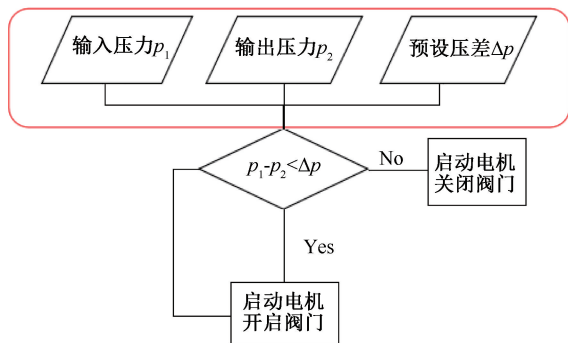 输入压力p₁
输出压力p₂
预设压差Δp
p₁-p₂<Δp
No
启动电机
关闭阀门
Yes
启动电机
开启阀门